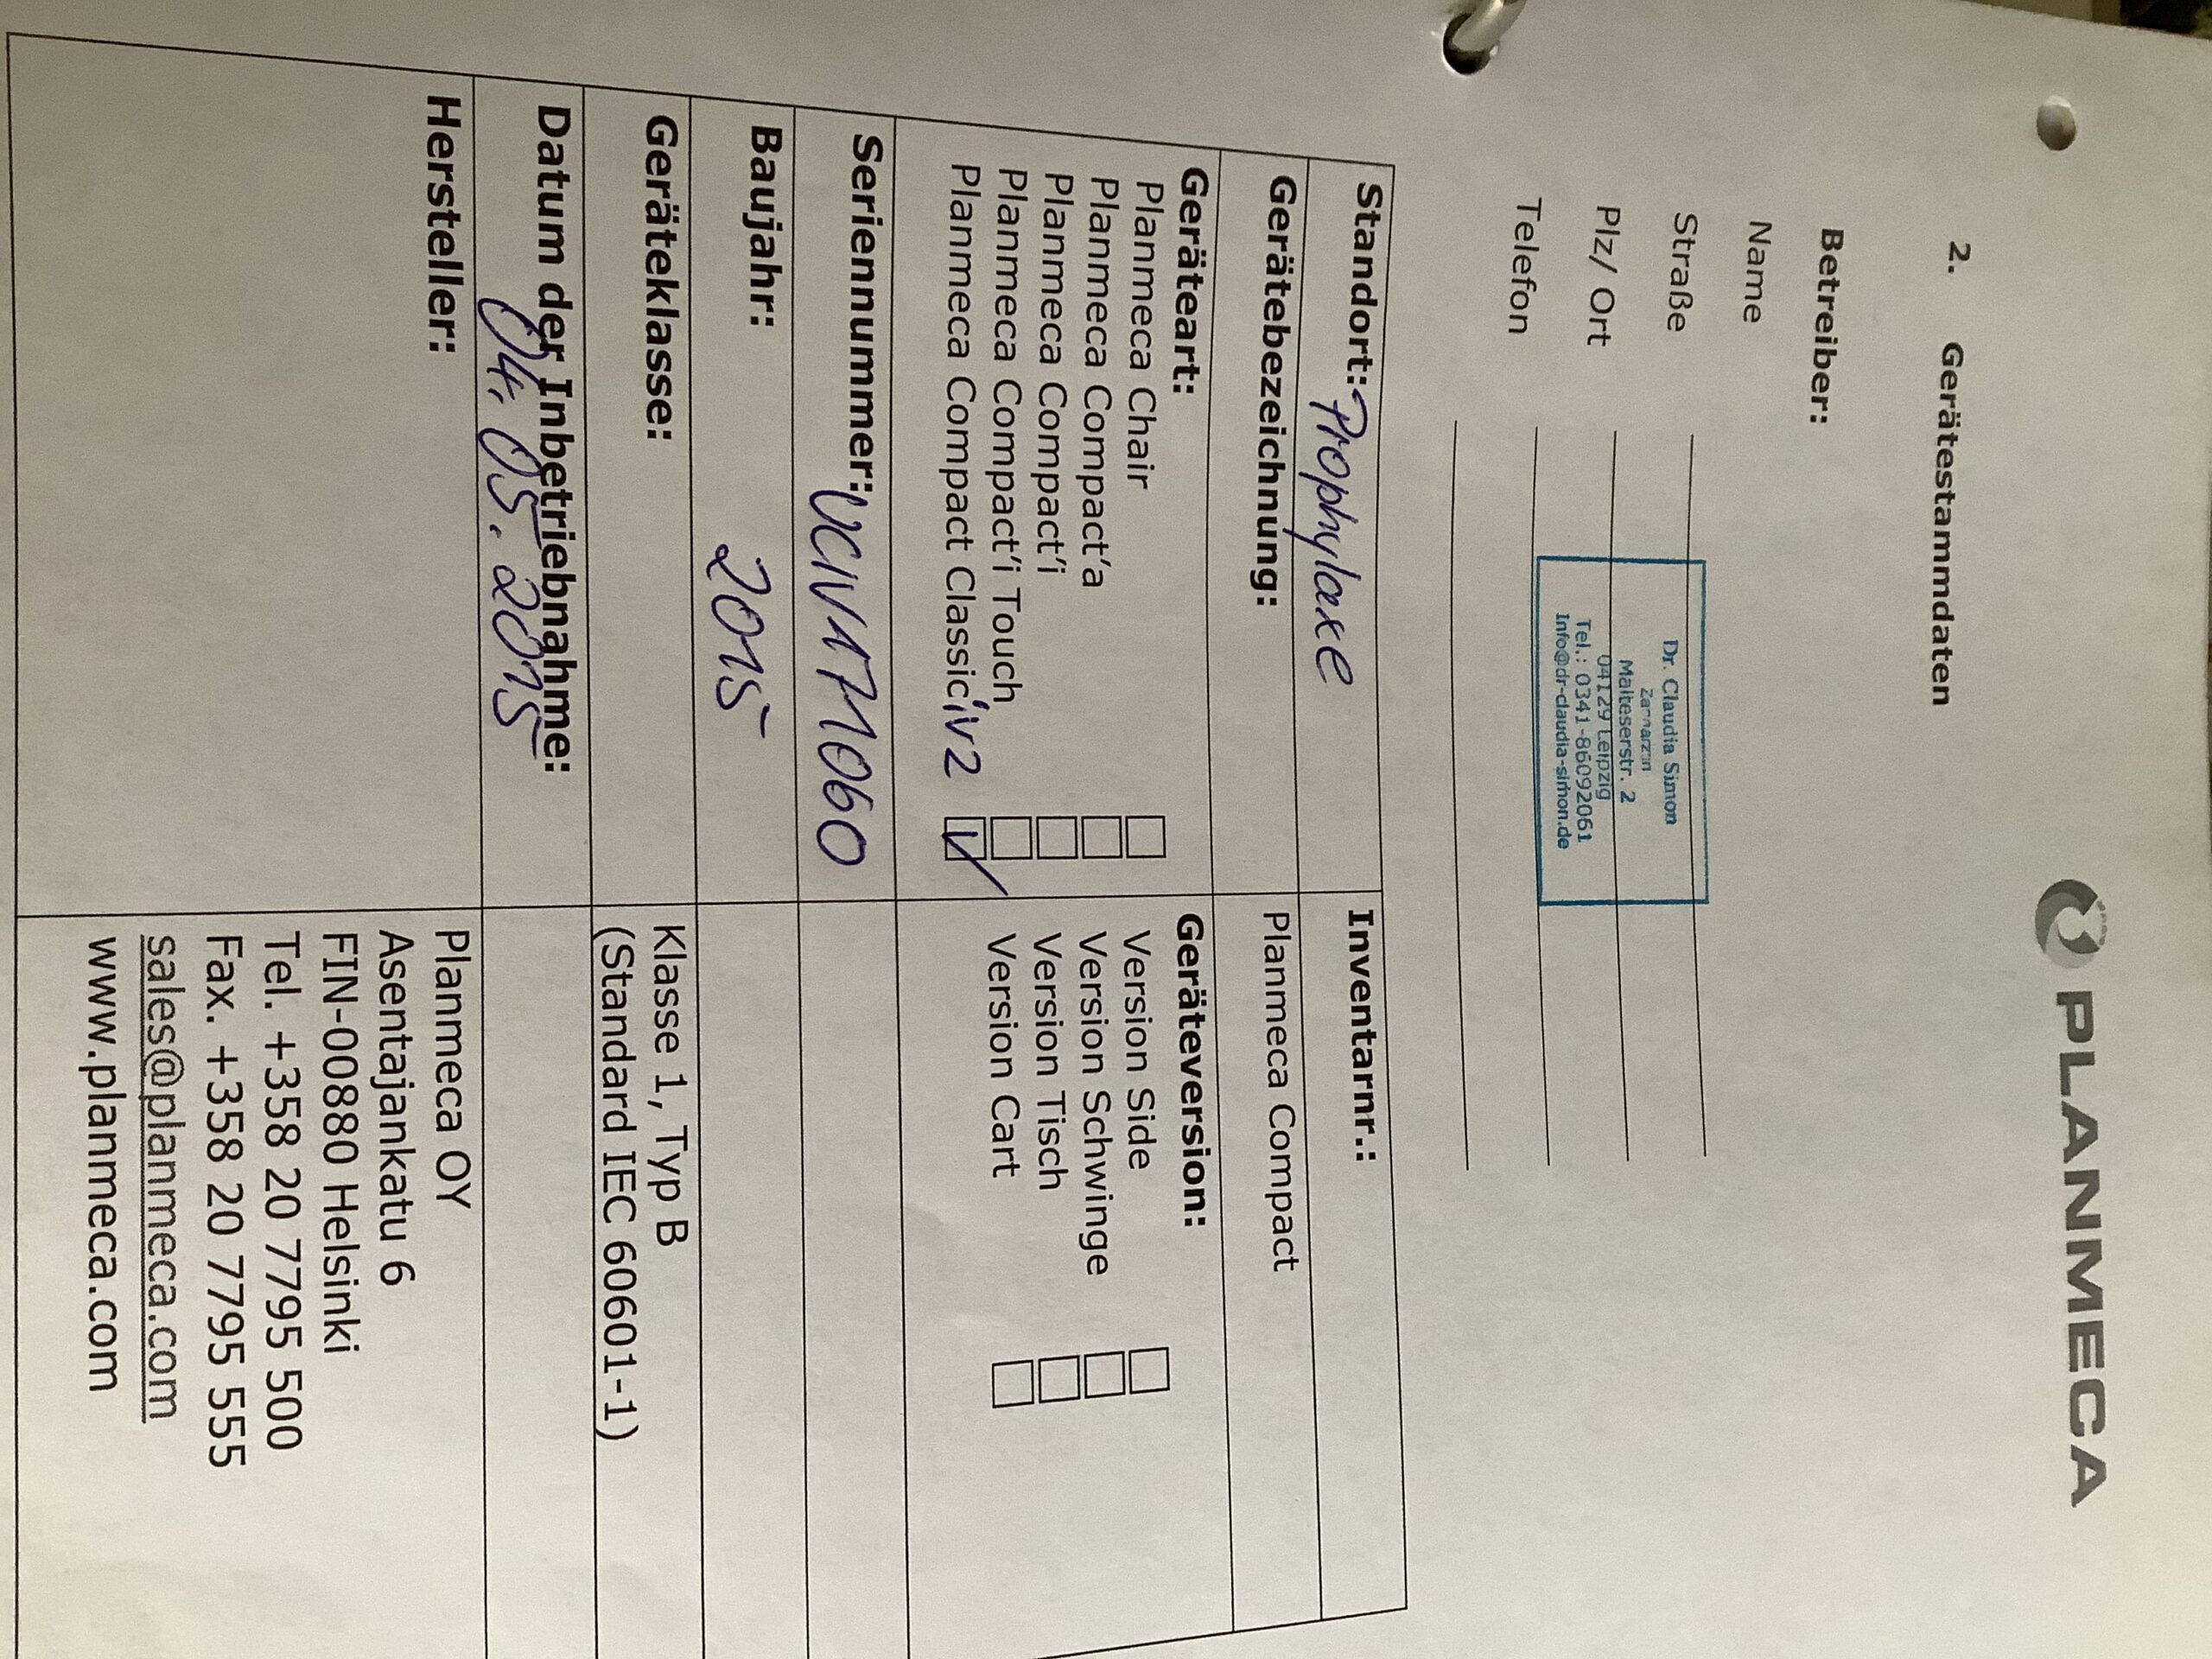 PLANMECA
2. Gerätestammdaten
Betreiber:
Name
Straße
Plz/ Ort
Telefon
Dr. Claudia Simon
Zahnärztin
Malteserstr. 2
04129 Leipzig
Tel.: 0341-86092061
Info@dr-claudia-simon.de
Standort: Prophylaxe
Inventarnr.:
Gerätebezeichnung:
Planmeca Compact
Geräteart:
Planmeca Chair
Planmeca Compact'a
Planmeca Compact'i
Planmeca Compact'i Touch
Planmeca Compact Classic iv2
Geräteversion:
Version Side
Version Schwinge
Version Tisch
Version Cart
Seriennummer:
Baujahr: 2015
Geräteklasse:
Klasse 1, Typ B
(Standard IEC 60601-1)
Datum der Inbetriebnahme:
04.05.2015
Hersteller:
Planmeca OY
Asentajankatu 6
FIN-00880 Helsinki
Tel. +358 20 7795 500
Fax. +358 20 7795 555
sales@planmeca.com
www.planmeca.com